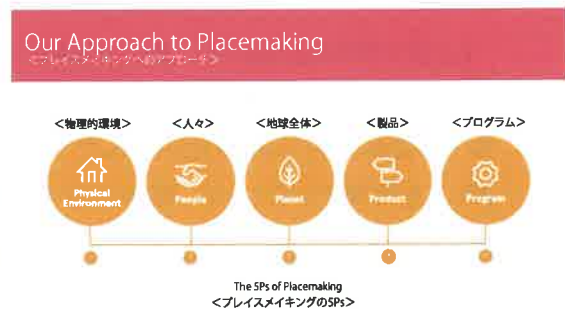 Our Approach to Placemaking
<プレイスメイキングへのアプローチ>
<物理的環境>
<人々>
<地球全体>
<製品>
<プログラム>
Physical
Environment
People
Planet
Product
Program
The 5Ps of Placemaking
<プレイスメイキングの5Ps>